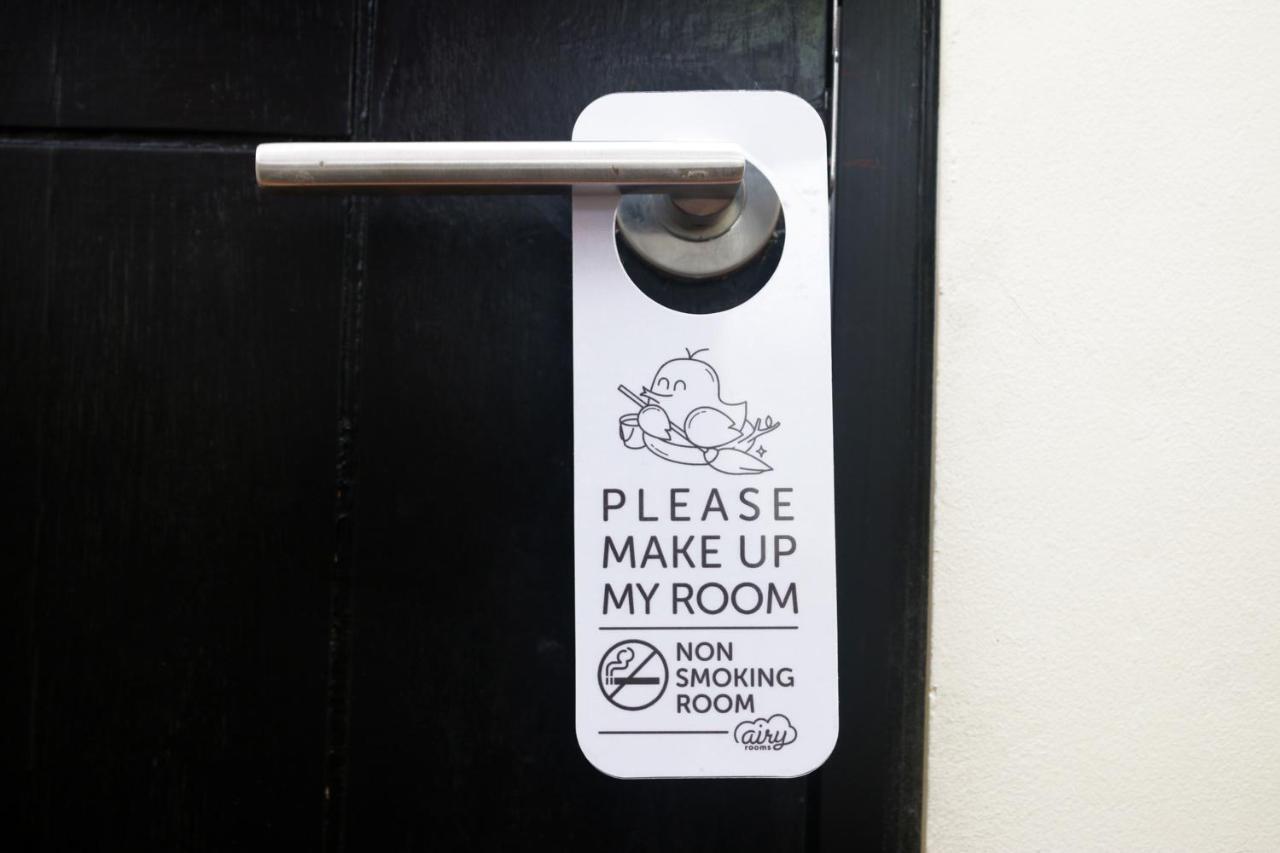 PLEASE
MAKE UP
MY ROOM
NON
SMOKING
ROOM
airy
rooms